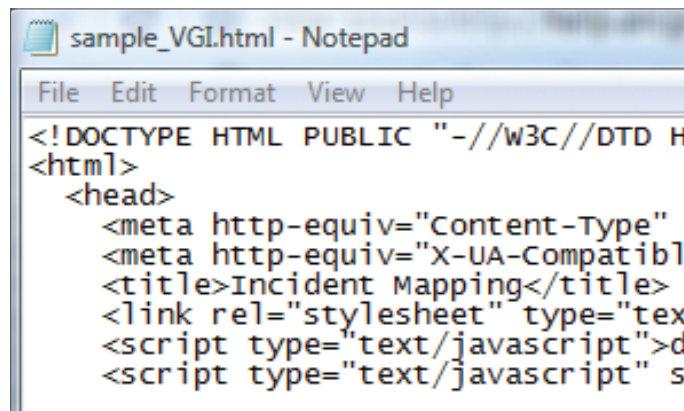 sample_VGI.html - Notepad
File Edit Format View Help
<!DOCTYPE HTML PUBLIC "-//W3C//DTD H
<html>
<head>
<meta http-equiv="Content-Type"
<meta http-equiv="X-UA-Compatibl
<title>Incident Mapping</title>
<link rel="stylesheet" type="tex
<script type="text/javascript">d
<script type="text/javascript" s